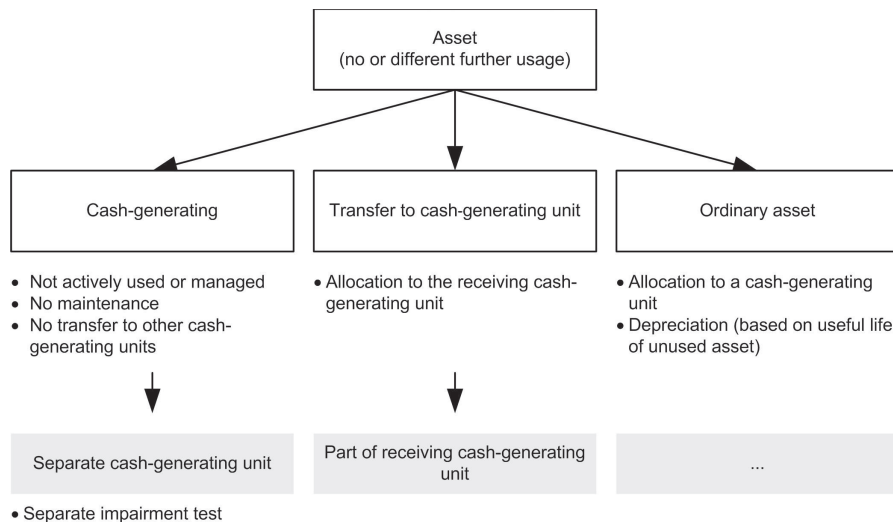 Asset
(no or different further usage)
Cash-generating
Transfer to cash-generating unit
Ordinary asset
• Not actively used or managed
• No maintenance
• No transfer to other cash-
generating units
• Allocation to the receiving cash-
generating unit
• Allocation to a cash-generating
unit
• Depreciation (based on useful life
of unused asset)
Separate cash-generating unit
Part of receiving cash-generating
unit
...
• Separate impairment test